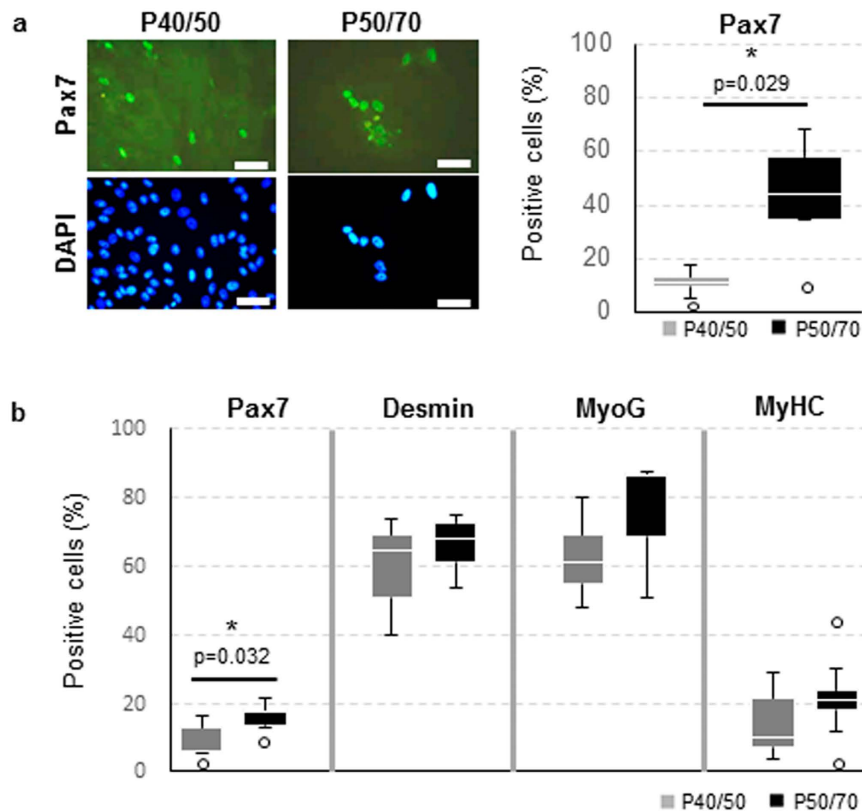 a
P40/50 P50/70
Pax7
DAPI
Pax7
Positive cells (%)
100
80
60
40
20
0
*
p=0.029
P40/50 P50/70
b
Pax7 Desmin MyoG MyHC
Positive cells (%)
100
80
60
40
20
0
*
p=0.032
P40/50 P50/70